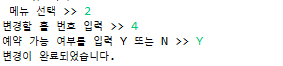 메뉴 선택 >> 2
변경할 홀 번호 입력 >> 4
예약 가능 여부를 입력 Y 또는 N >> Y
변경이 완료되었습니다.